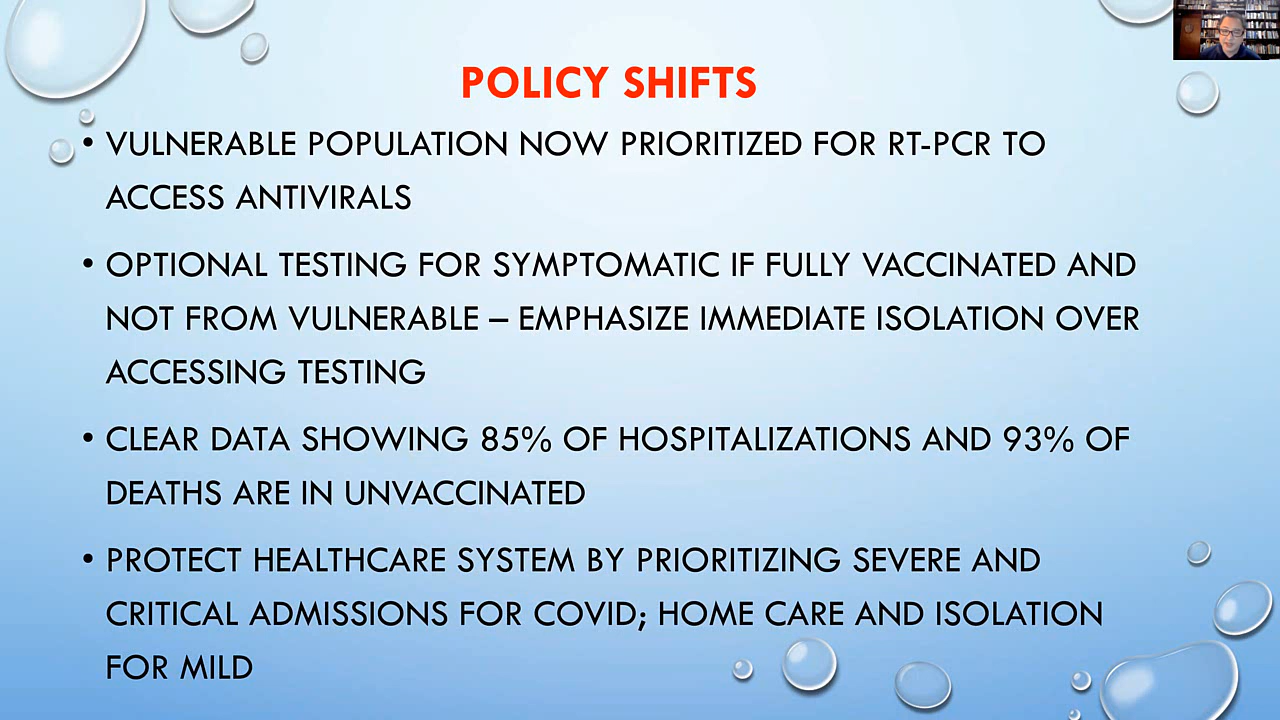 POLICY SHIFTS
• VULNERABLE POPULATION NOW PRIORITIZED FOR RT-PCR TO
ACCESS ANTIVIRALS
• OPTIONAL TESTING FOR SYMPTOMATIC IF FULLY VACCINATED AND
NOT FROM VULNERABLE – EMPHASIZE IMMEDIATE ISOLATION OVER
ACCESSING TESTING
• CLEAR DATA SHOWING 85% OF HOSPITALIZATIONS AND 93% OF
DEATHS ARE IN UNVACCINATED
• PROTECT HEALTHCARE SYSTEM BY PRIORITIZING SEVERE AND
CRITICAL ADMISSIONS FOR COVID; HOME CARE AND ISOLATION
FOR MILD